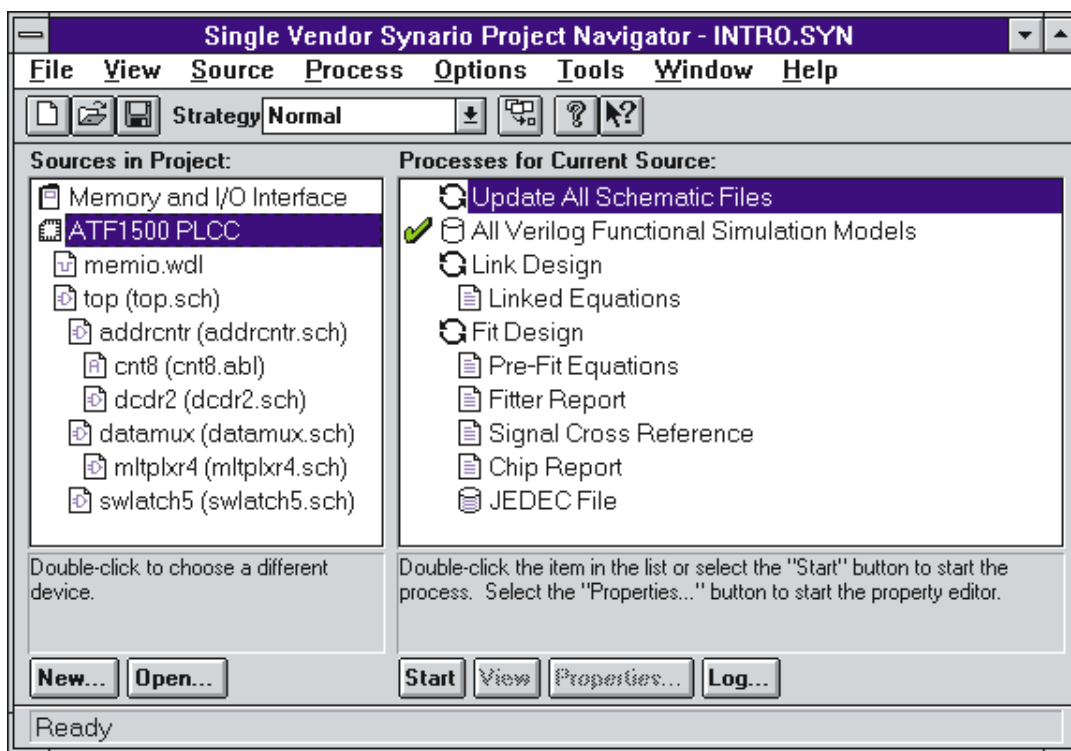 Single Vendor Synario Project Navigator - INTRO.SYN
File View Source Process Options Tools Window Help
Strategy Normal
Sources in Project:
Memory and I/O Interface
ATF1500 PLCC
memio.wdl
top (top.sch)
addrcntr (addrcntr.sch)
cnt8 (cnt8.abl)
dcdr2 (dcdr2.sch)
datamux (datamux.sch)
mltplxr4 (mltplxr4.sch)
swlatch5 (swlatch5.sch)
Double-click to choose a different
device.
New... Open...
Processes for Current Source:
Update All Schematic Files
All Verilog Functional Simulation Models
Link Design
Linked Equations
Fit Design
Pre-Fit Equations
Fitter Report
Signal Cross Reference
Chip Report
JEDEC File
Double-click the item in the list or select the "Start" button to start the
process. Select the "Properties..." button to start the property editor.
Start View Properties... Log...
Ready